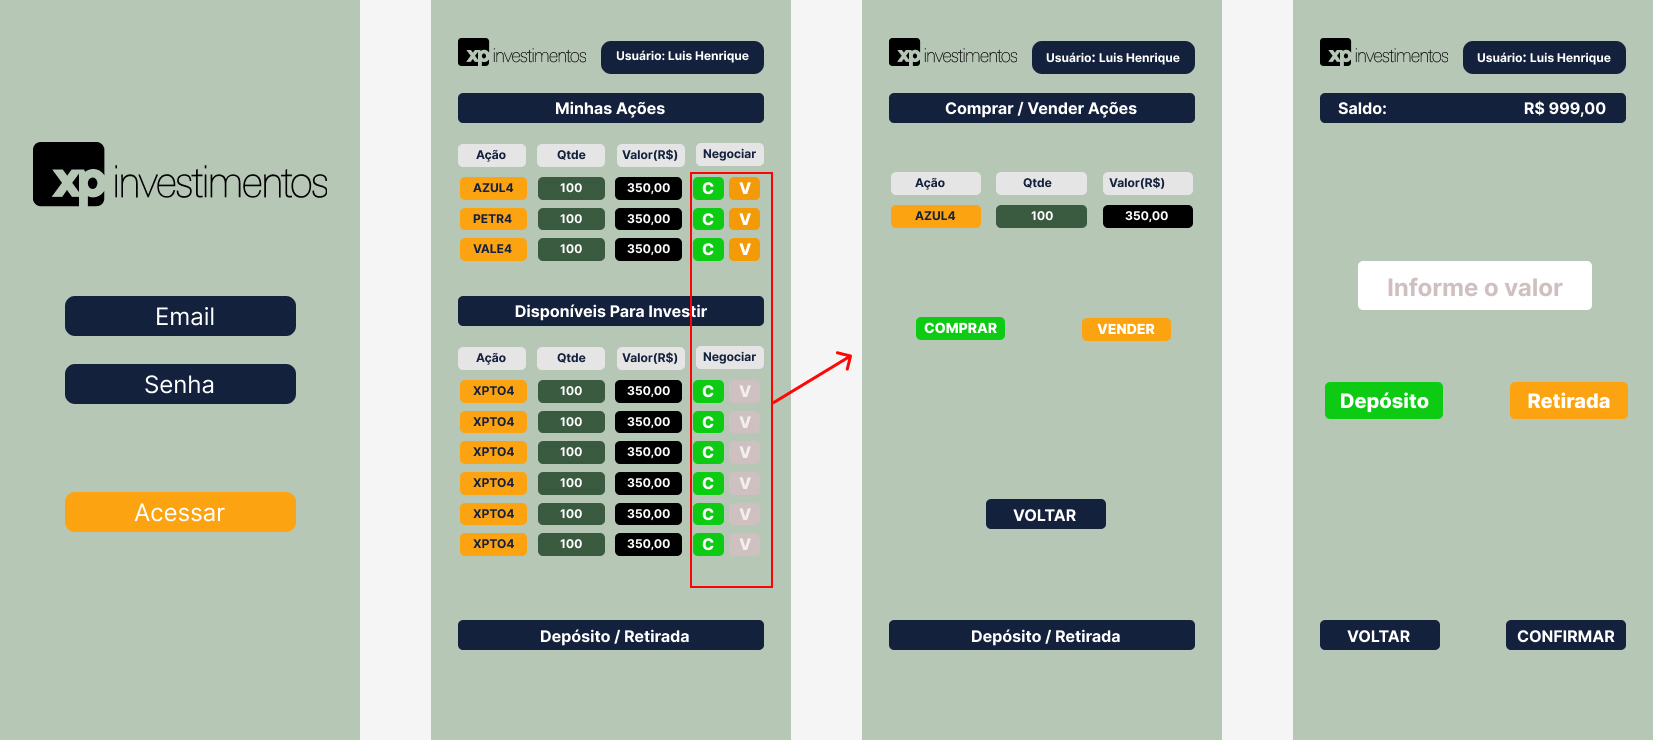 xp investimentos
Email
Senha
Acessar
xp investimentos
Usuário: Luis Henrique
Minhas Ações
Ação Qtde Valor(R$) Negociar
AZUL4 100 350,00 C V
PETR4 100 350,00 C V
VALE4 100 350,00 C V
Disponíveis Para Investir
Ação Qtde Valor(R$) Negociar
XPTO4 100 350,00 C V
XPTO4 100 350,00 C V
XPTO4 100 350,00 C V
XPTO4 100 350,00 C V
XPTO4 100 350,00 C V
XPTO4 100 350,00 C V
Depósito / Retirada
xp investimentos
Usuário: Luis Henrique
Comprar / Vender Ações
Ação Qtde Valor(R$)
AZUL4 100 350,00
COMPRAR VENDER
VOLTAR
Depósito / Retirada
xp investimentos
Usuário: Luis Henrique
Saldo: R$ 999,00
Informe o valor
Depósito Retirada
VOLTAR CONFIRMAR